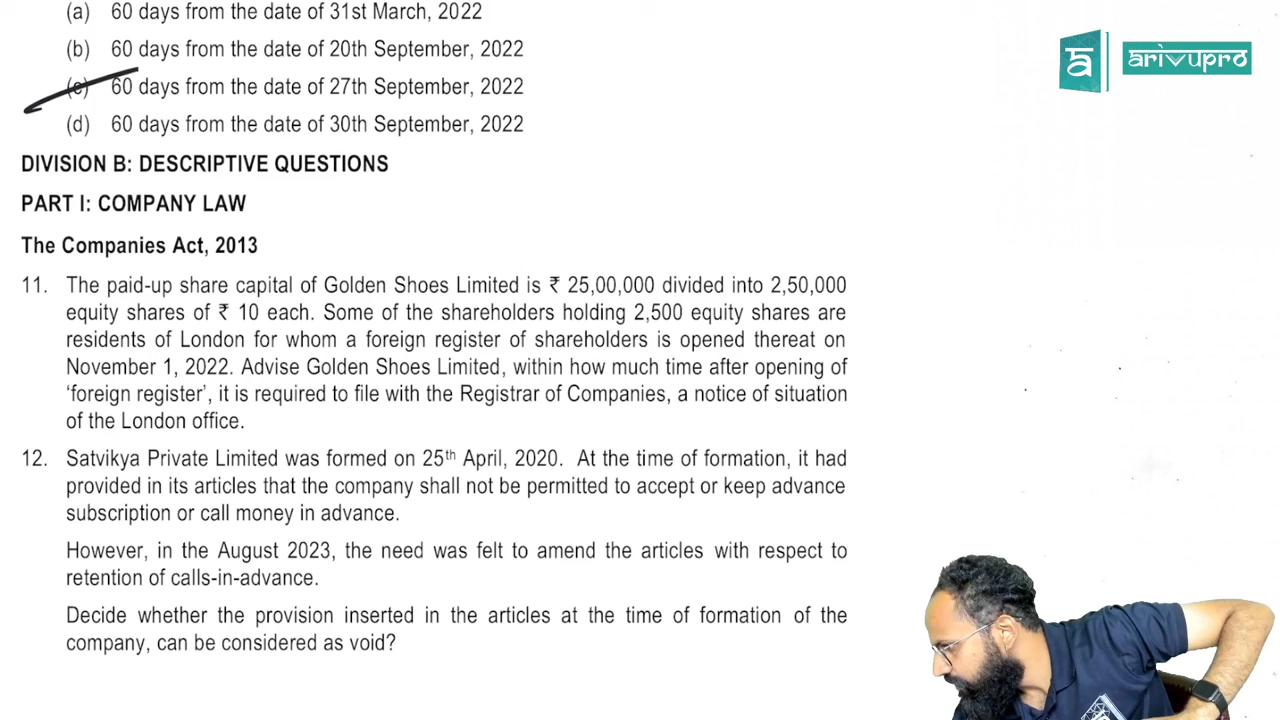 (a) 60 days from the date of 31st March, 2022
(b) 60 days from the date of 20th September, 2022
(c) 60 days from the date of 27th September, 2022
(d) 60 days from the date of 30th September, 2022
arivupro
DIVISION B: DESCRIPTIVE QUESTIONS
PART I: COMPANY LAW
The Companies Act, 2013
11. The paid-up share capital of Golden Shoes Limited is ₹ 25,00,000 divided into 2,50,000
equity shares of ₹ 10 each. Some of the shareholders holding 2,500 equity shares are
residents of London for whom a foreign register of shareholders is opened thereat on
November 1, 2022. Advise Golden Shoes Limited, within how much time after opening of
‘foreign register’, it is required to file with the Registrar of Companies, a notice of situation
of the London office.
12. Satvikya Private Limited was formed on 25th April, 2020. At the time of formation, it had
provided in its articles that the company shall not be permitted to accept or keep advance
subscription or call money in advance.
However, in the August 2023, the need was felt to amend the articles with respect to
retention of calls-in-advance.
Decide whether the provision inserted in the articles at the time of formation of the
company, can be considered as void?